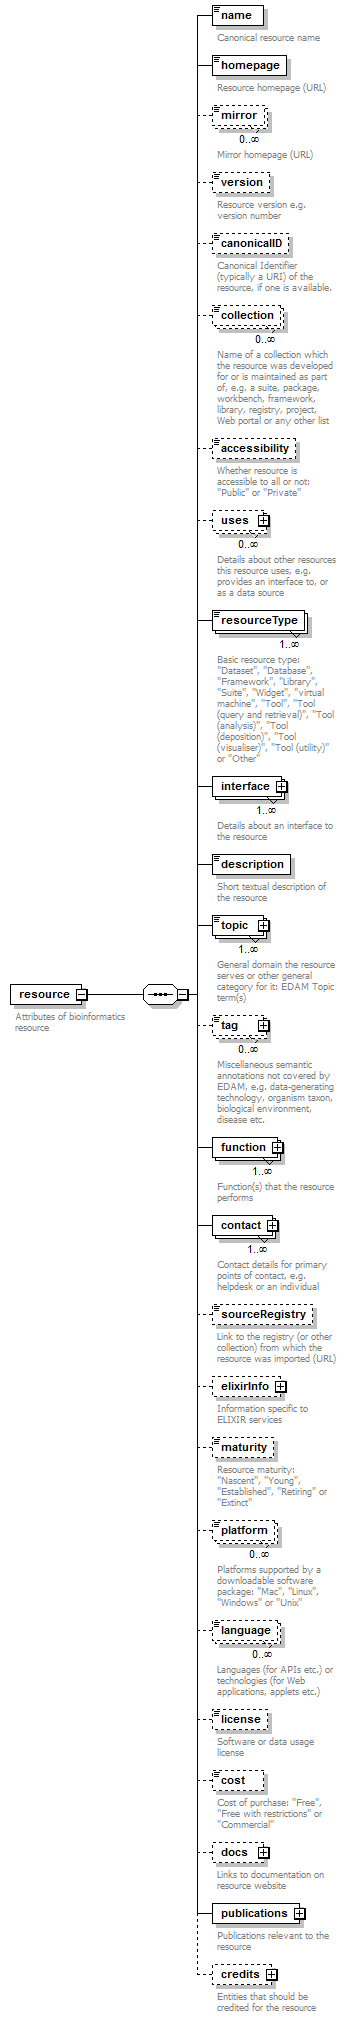 name
Canonical resource name
homepage
Resource homepage (URL)
mirror
0..∞
Mirror homepage (URL)
version
Resource version e.g.
version number
canonicalID
Canonical Identifier
(typically a URI) of the
resource, if one is available.
collection
0..∞
Name of a collection which
the resource was developed
for or is maintained as part
of, e.g. a suite, package,
workbench, framework,
library, registry, project,
Web portal or any other list
accessibility
Whether resource is
accessible to all or not:
"Public" or "Private"
uses
0..∞
Details about other resources
this resource uses, e.g.
provides an interface to, or
as a data source
resourceType
1..∞
Basic resource type:
"Dataset", "Database",
"Framework", "Library",
"Suite", "Widget", "virtual
machine", "Tool", "Tool
(query and retrieval)", "Tool
(analysis)", "Tool
(deposition)", "Tool
(visualiser)", "Tool (utility)"
or "Other"
interface
1..∞
Details about an interface to
the resource
description
Short textual description of
the resource
topic
1..∞
General domain the resource
serves or other general
category for it: EDAM Topic
term(s)
resource
Attributes of bioinformatics
resource
tag
0..∞
Miscellaneous semantic
annotations not covered by
EDAM, e.g. data-generating
technology, organism taxon,
biological environment,
disease etc.
function
1..∞
Function(s) that the resource
performs
contact
1..∞
Contact details for primary
points of contact, e.g.
helpdesk or an individual
sourceRegistry
Link to the registry (or other
collection) from which the
resource was imported (URL)
elixirInfo
Information specific to
ELIXIR services
maturity
Resource maturity:
"Nascent", "Young",
"Established", "Retiring" or
"Extinct"
platform
0..∞
Platforms supported by a
downloadable software
package: "Mac", "Linux",
"Windows" or "Unix"
language
0..∞
Languages (for APIs etc.) or
technologies (for Web
applications, applets etc.)
license
Software or data usage
license
cost
Cost of purchase: "Free",
"Free with restrictions" or
"Commercial"
docs
Links to documentation on
resource website
publications
Publications relevant to the
resource
credits
Entities that should be
credited for the resource